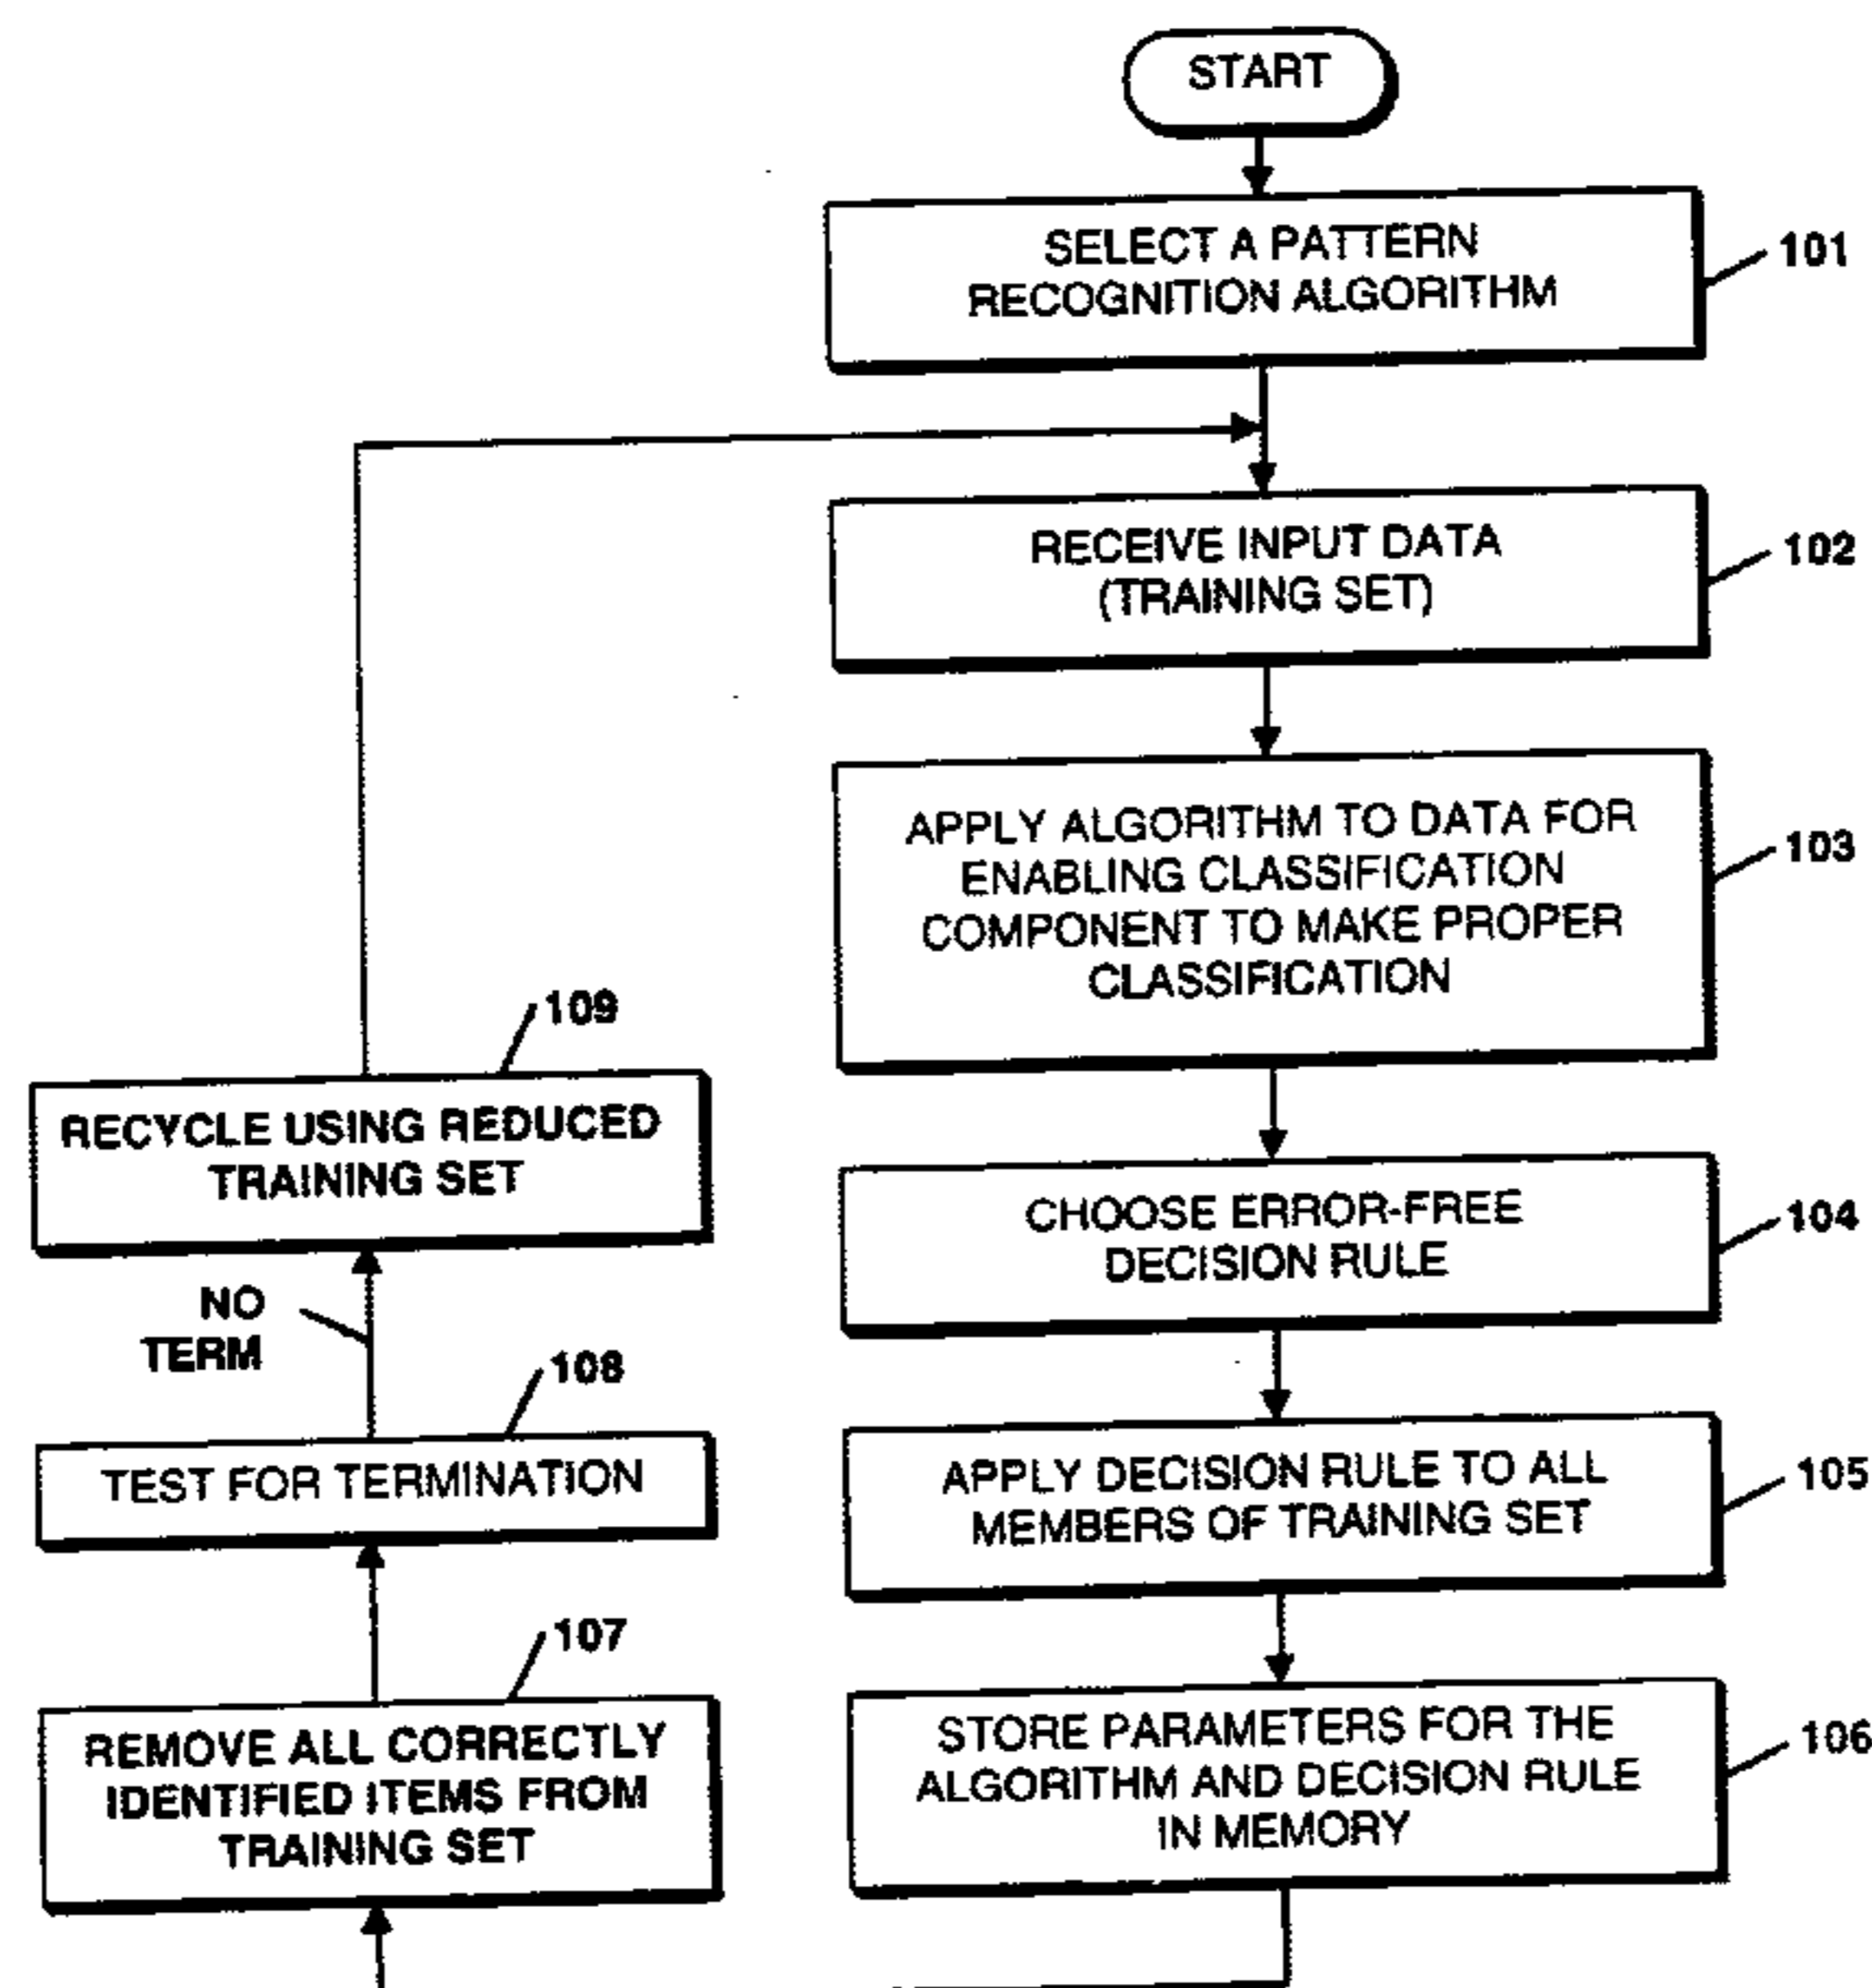 START
SELECT A PATTERN
RECOGNITION ALGORITHM
101
RECEIVE INPUT DATA
(TRAINING SET)
102
APPLY ALGORITHM TO DATA FOR
ENABLING CLASSIFICATION
COMPONENT TO MAKE PROPER
CLASSIFICATION
103
CHOOSE ERROR-FREE
DECISION RULE
104
APPLY DECISION RULE TO ALL
MEMBERS OF TRAINING SET
105
STORE PARAMETERS FOR THE
ALGORITHM AND DECISION RULE
IN MEMORY
106
107
REMOVE ALL CORRECTLY
IDENTIFIED ITEMS FROM
TRAINING SET
108
TEST FOR TERMINATION
NO
TERM
109
RECYCLE USING REDUCED
TRAINING SET